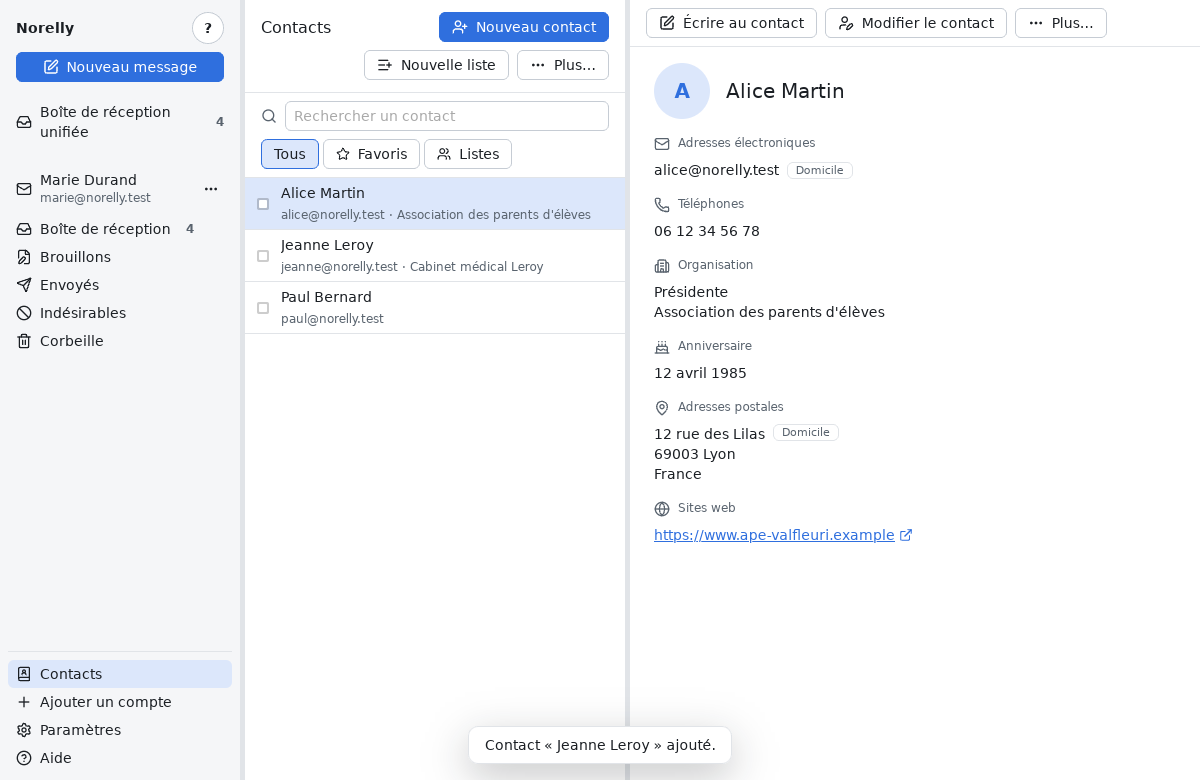 Norelly
?
Nouveau message
Boîte de réception
unifiée
4
Marie Durand
marie@norelly.test
Boîte de réception 4
Brouillons
Envoyés
Indésirables
Corbeille
Contacts
Ajouter un compte
Paramètres
Aide
Contacts
Nouveau contact
Nouvelle liste
Plus...
Rechercher un contact
Tous
Favoris
Listes
Alice Martin
alice@norelly.test · Association des parents d'élèves
Jeanne Leroy
jeanne@norelly.test · Cabinet médical Leroy
Paul Bernard
paul@norelly.test
Écrire au contact
Modifier le contact
Plus...
A
Alice Martin
Adresses électroniques
alice@norelly.test Domicile
Téléphones
06 12 34 56 78
Organisation
Présidente
Association des parents d'élèves
Anniversaire
12 avril 1985
Adresses postales
12 rue des Lilas Domicile
69003 Lyon
France
Sites web
https://www.ape-valfleuri.example
Contact « Jeanne Leroy » ajouté.